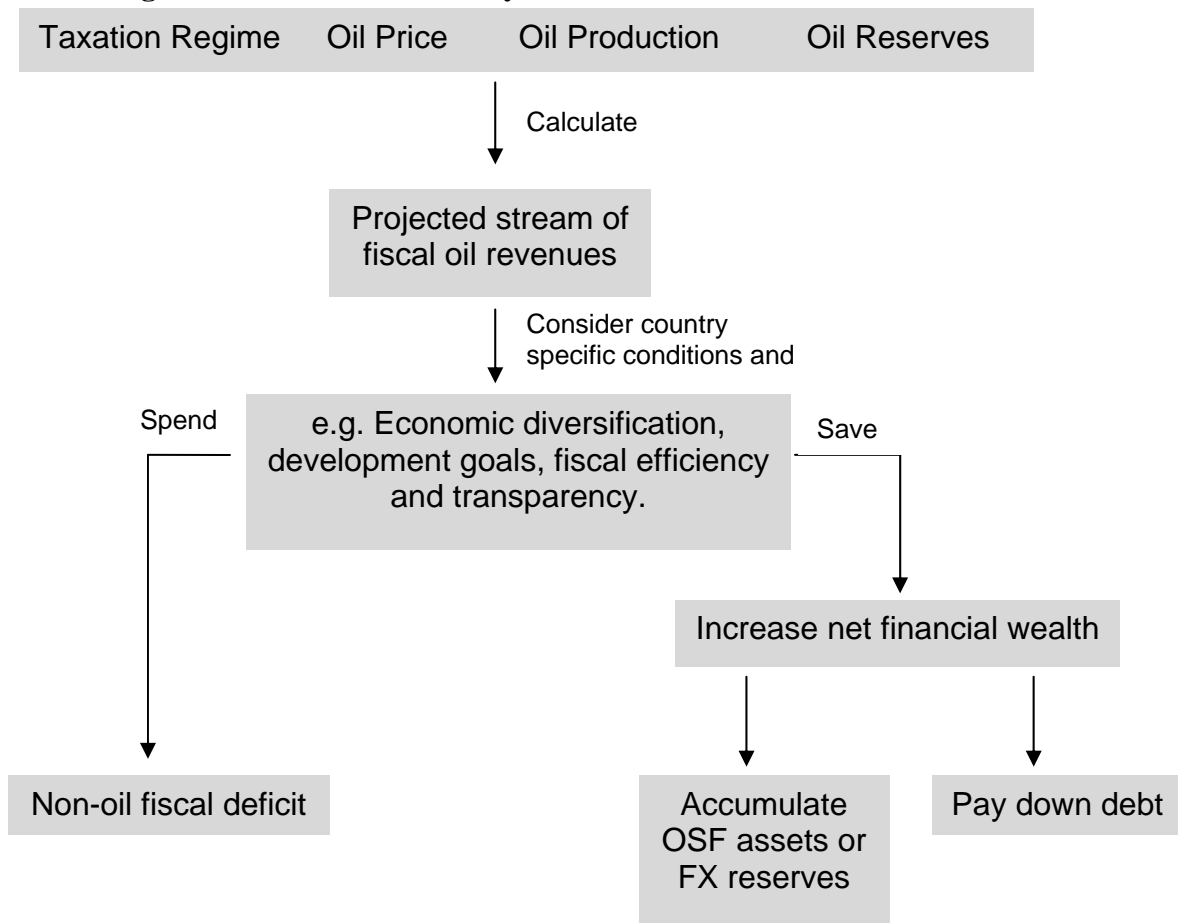 Taxation Regime Oil Price Oil Production Oil Reserves
Calculate
Projected stream of
fiscal oil revenues
Consider country
specific conditions and
Spend
e.g. Economic diversification,
development goals, fiscal efficiency
and transparency.
Save
Increase net financial wealth
Non-oil fiscal deficit
Accumulate
OSF assets or
FX reserves
Pay down debt